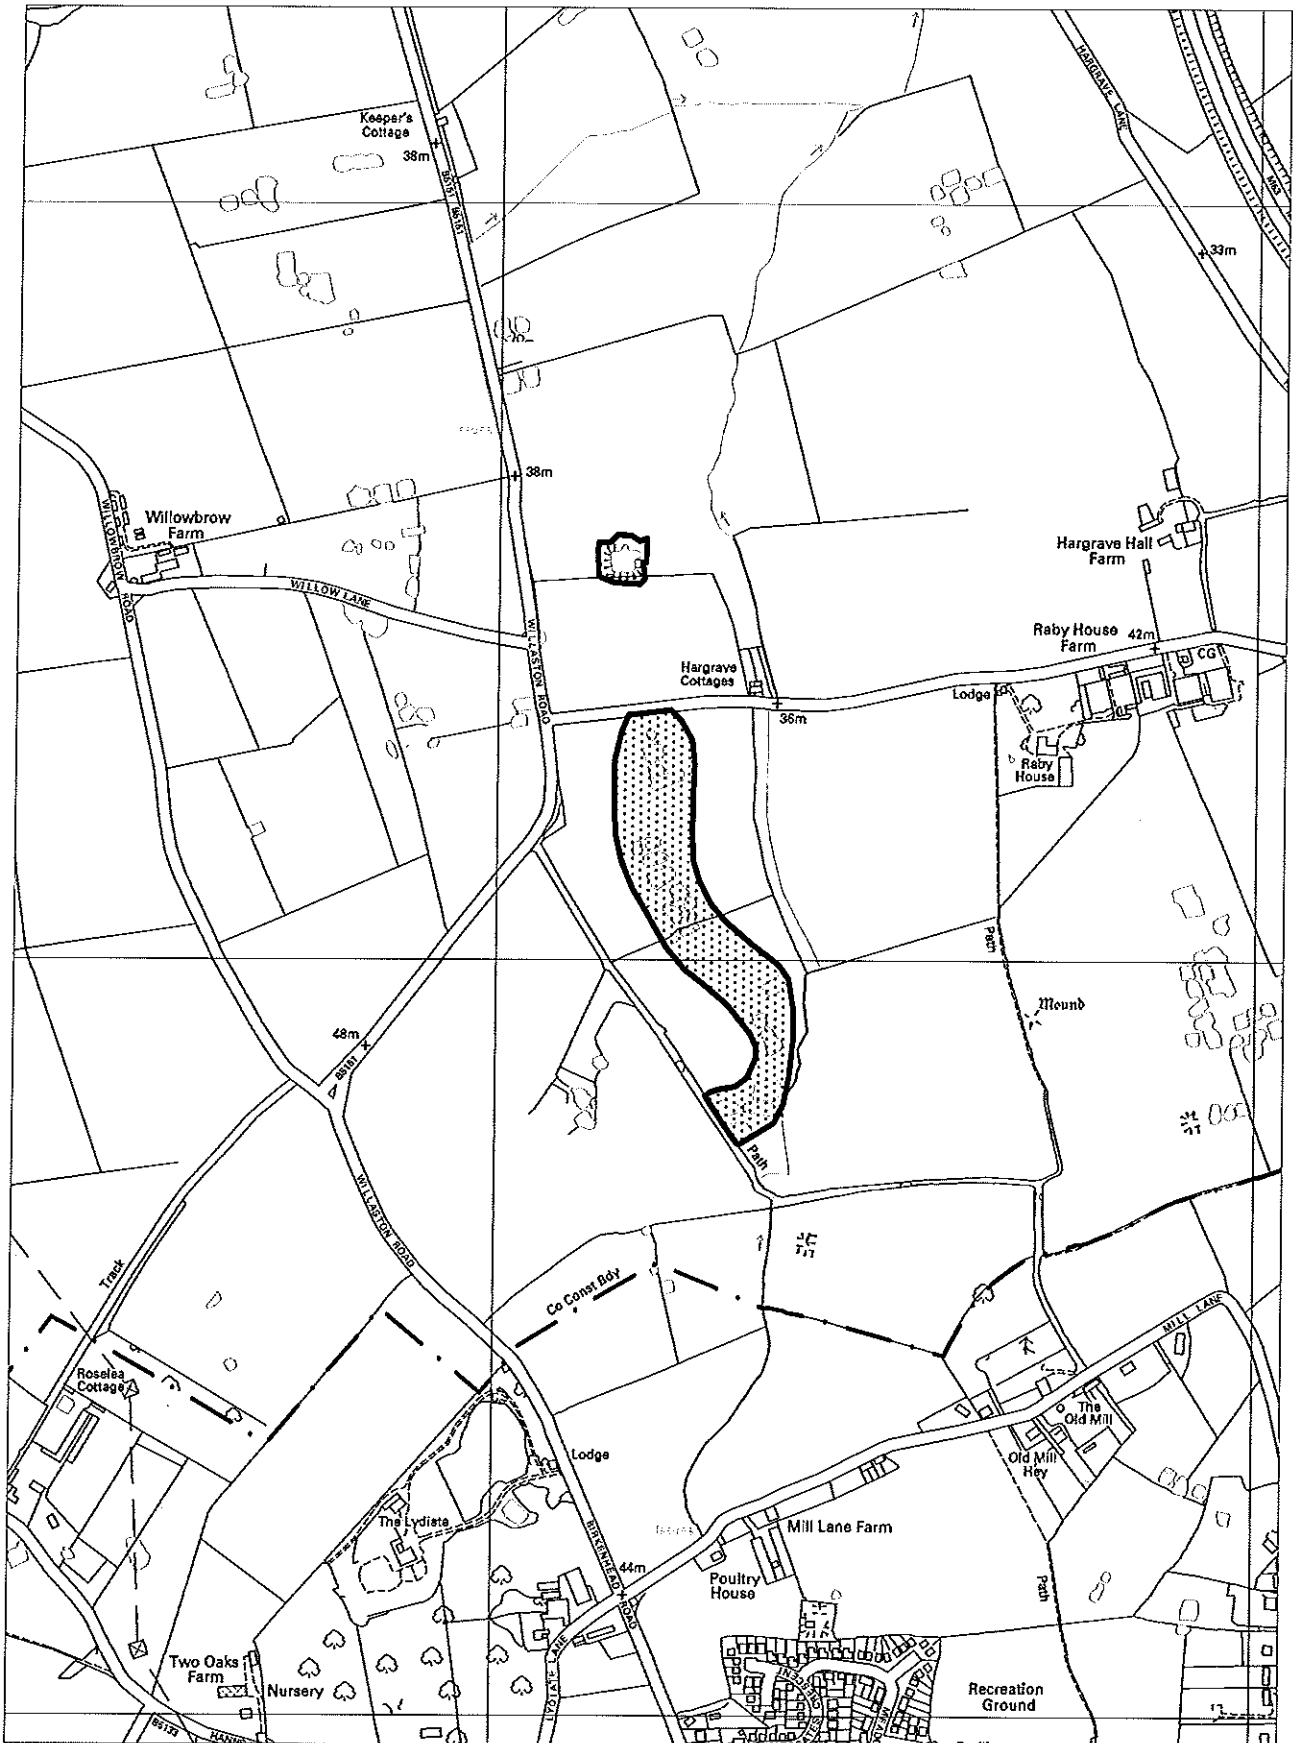 HARGRAVE LANE
Keeper's
Cottage
38m
B5151 B5151
M53
33m
38m
Willowbrow
Farm
WILLOWBROW ROAD
WILLOW LANE
WILLASTON ROAD
Hargrave Hall
Farm
Raby House
Farm
42m
CG
Hargrave
Cottages
36m
Lodge
Raby
House
Path
Mound
48m
B5151
Path
WILLASTON ROAD
Track
Co Const Bdy
MILL LANE
Roselea
Cottage
The
Old Mill
Old Mill
Hey
Lodge
The Lydiate
BIRKENHEAD ROAD
44m
Mill Lane Farm
Poultry
House
Path
LYDIATE LANE
Two Oaks
Farm
Nursery
CRESCENT
Recreation
Ground
B5133